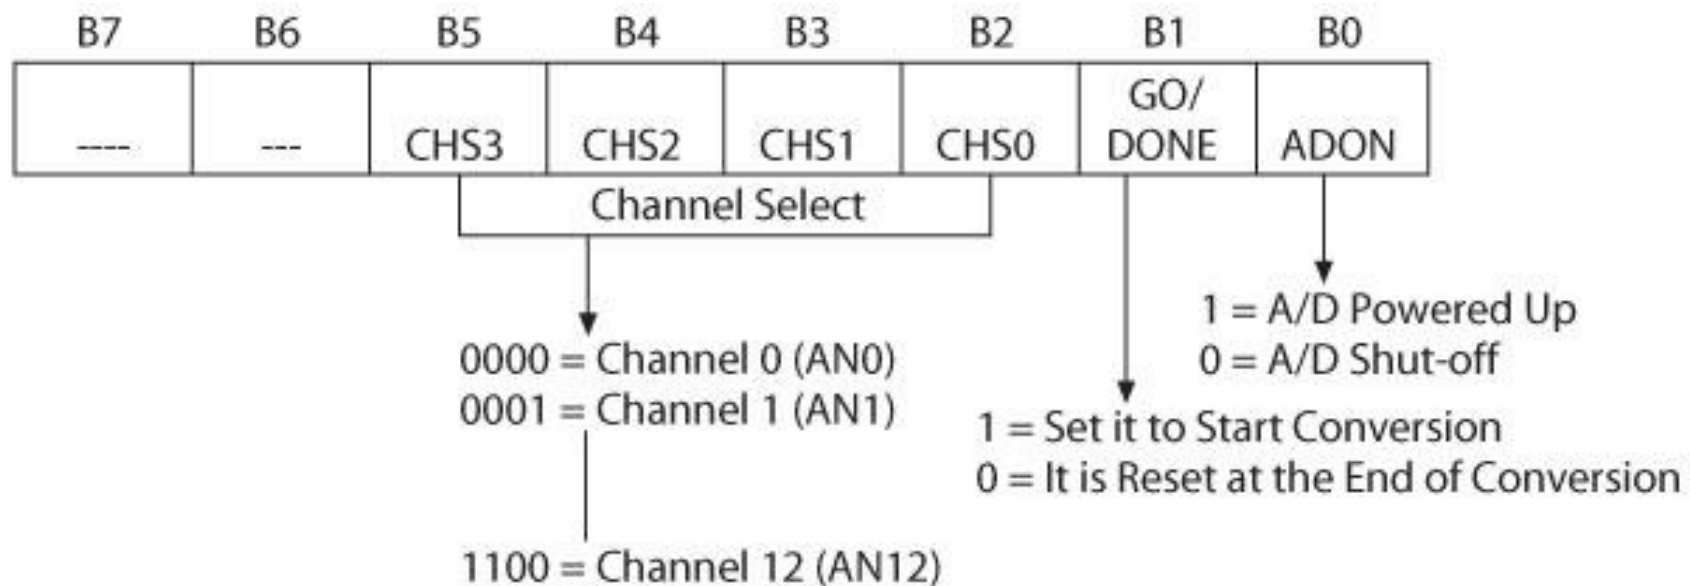 B7 B6 B5 B4 B3 B2 B1 B0
---- --- CHS3 CHS2 CHS1 CHS0 GO/
DONE ADON
Channel Select
0000 = Channel 0 (AN0)
0001 = Channel 1 (AN1)
1100 = Channel 12 (AN12)
1 = A/D Powered Up
0 = A/D Shut-off
1 = Set it to Start Conversion
0 = It is Reset at the End of Conversion